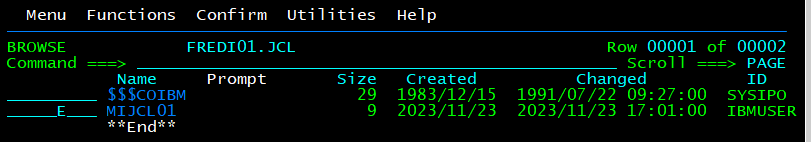 Menu Functions Confirm Utilities Help
BROWSE FREDI01.JCL Row 00001 of 00002
Command ===> Scroll ===> PAGE
Name Prompt Size Created Changed ID
_________ $$$COIBM 29 1983/12/15 1991/07/22 09:27:00 SYSIPO
_____E___ MIJCL01 9 2023/11/23 2023/11/23 17:01:00 IBMUSER
**End**